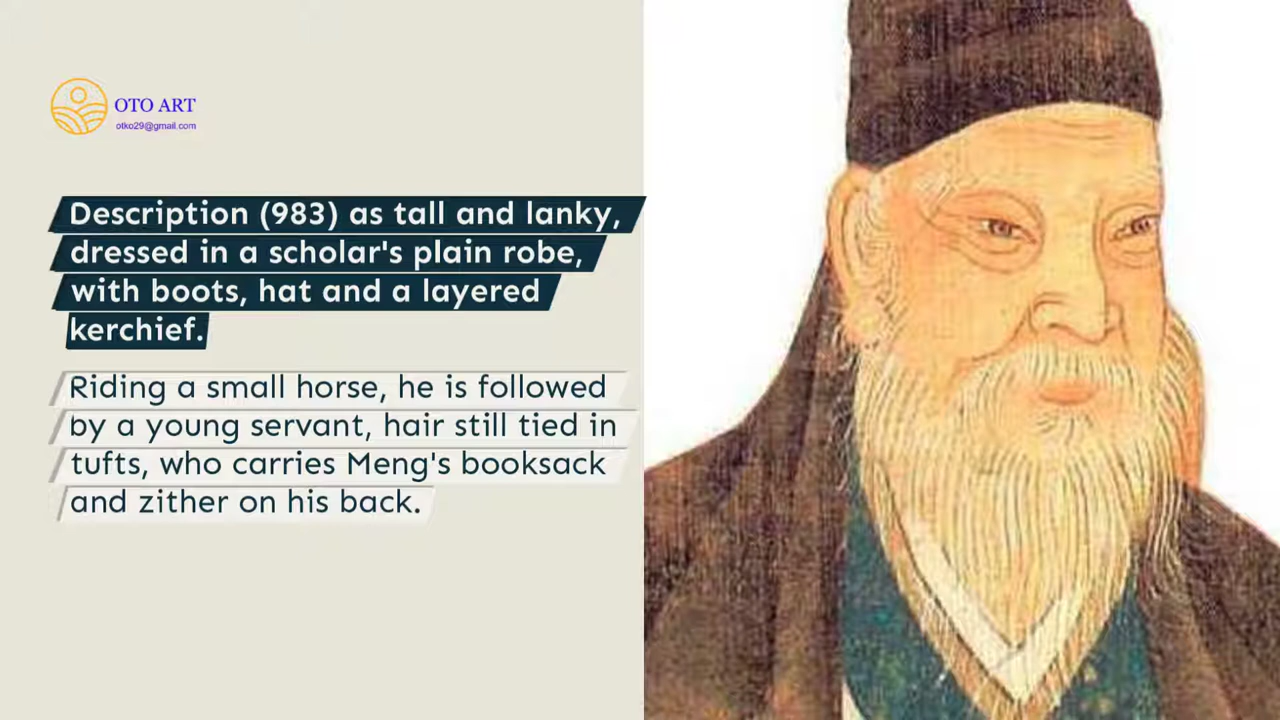 OTO ART
otko29@gmail.com
Description (983) as tall and lanky,
dressed in a scholar's plain robe,
with boots, hat and a layered
kerchief.
Riding a small horse, he is followed
by a young servant, hair still tied in
tufts, who carries Meng's booksack
and zither on his back.